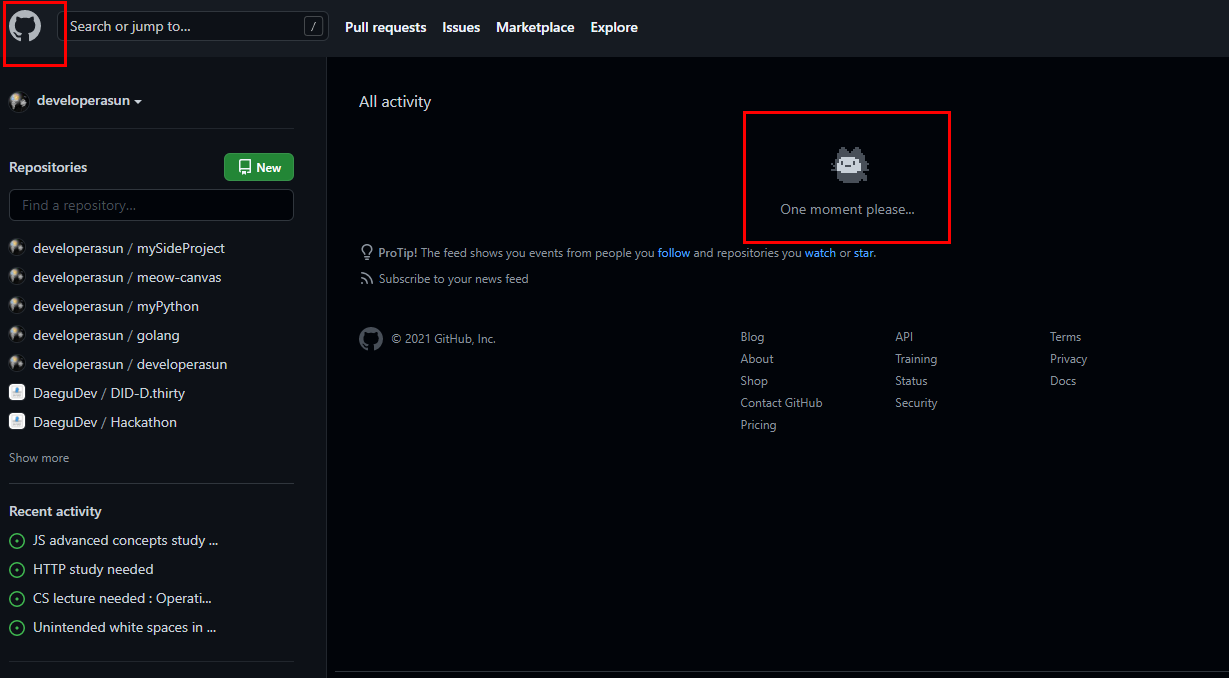 Search or jump to... /
Pull requests Issues Marketplace Explore
developerasun
Repositories
New
Find a repository...
developerasun / mySideProject
developerasun / meow-canvas
developerasun / myPython
developerasun / golang
developerasun / developerasun
DaeguDev / DID-D.thirty
DaeguDev / Hackathon
Show more
Recent activity
JS advanced concepts study ...
HTTP study needed
CS lecture needed : Operati...
Unintended white spaces in ...
All activity
One moment please...
ProTip! The feed shows you events from people you follow and repositories you watch or star.
Subscribe to your news feed
© 2021 GitHub, Inc.
Blog
About
Shop
Contact GitHub
Pricing
API
Training
Status
Security
Terms
Privacy
Docs